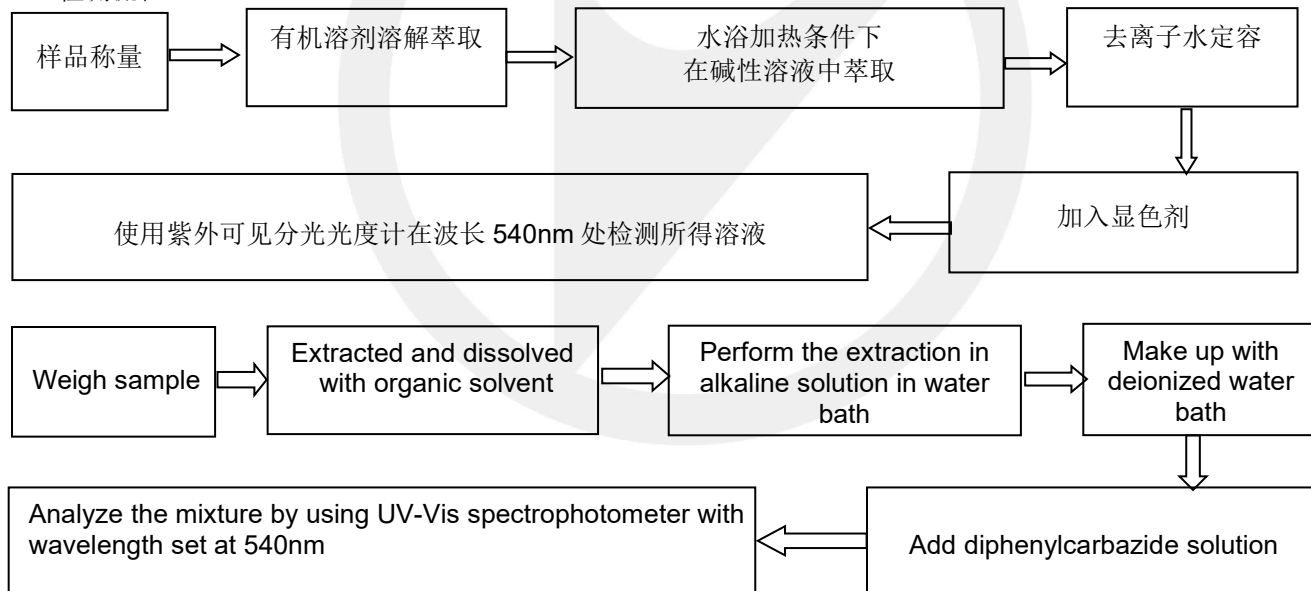 样品称量
有机溶剂溶解萃取
水浴加热条件下
在碱性溶液中萃取
去离子水定容
加入显色剂
使用紫外可见分光光度计在波长 540nm 处检测所得溶液
Weigh sample
Extracted and dissolved
with organic solvent
Perform the extraction in
alkaline solution in water
bath
Make up with
deionized water
bath
Add diphenylcarbazide solution
Analyze the mixture by using UV-Vis spectrophotometer with
wavelength set at 540nm